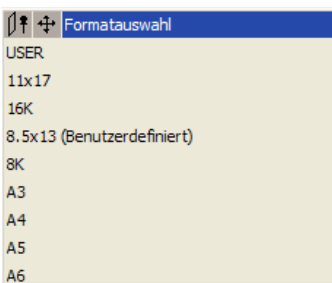 Formatauswahl
USER
11x17
16K
8.5x13 (Benutzerdefiniert)
8K
A3
A4
A5
A6